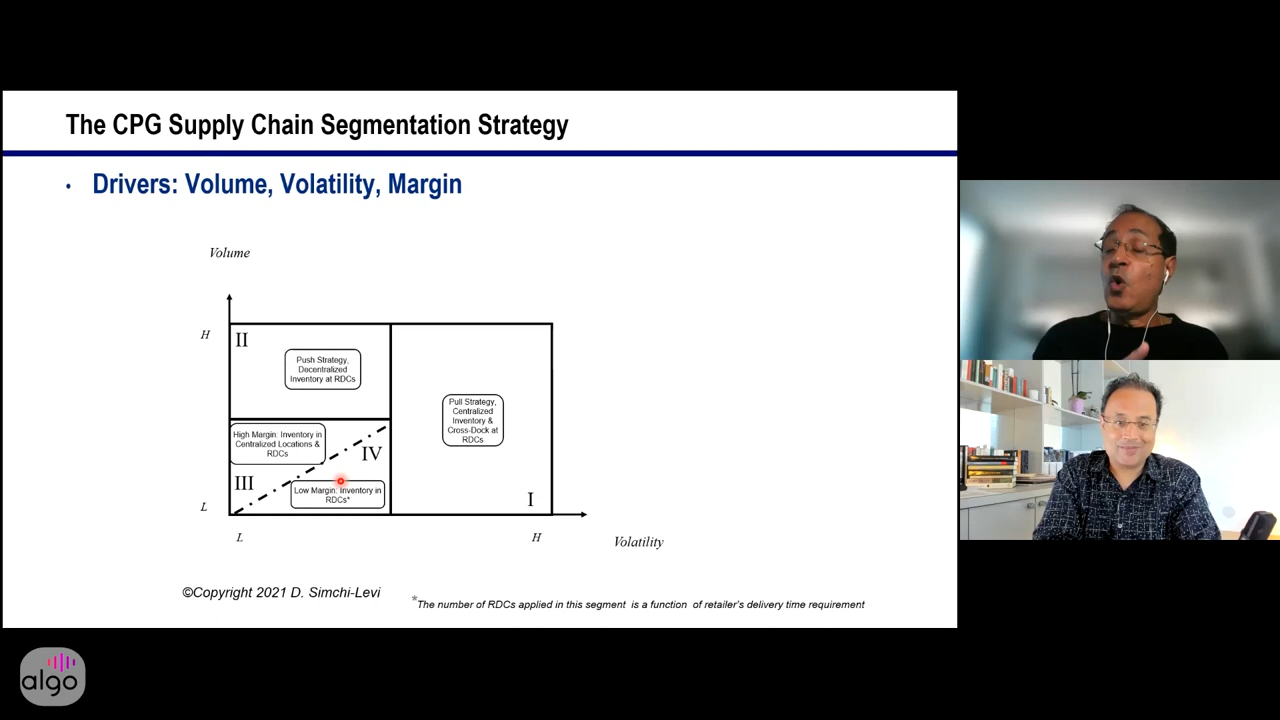 The CPG Supply Chain Segmentation Strategy
• Drivers: Volume, Volatility, Margin
Volume
H
II
Push Strategy,
Decentralized
Inventory at RDCs
Pull Strategy,
Centralized
Inventory &
Cross-Dock at
RDCs
High Margin: Inventory in
Centralized Locations &
RDCs
IV
III
Low Margin: Inventory in
RDCs*
I
L
L
H
Volatility
©Copyright 2021 D. Simchi-Levi
*The number of RDCs applied in this segment is a function of retailer's delivery time requirement
algo